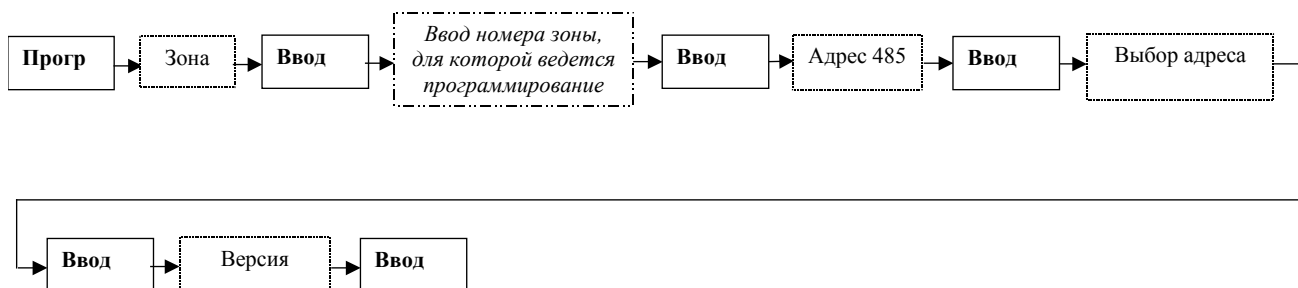 Прогр
Зона
Ввод
Ввод номера зоны,
для которой ведется
программирование
Ввод
Адрес 485
Ввод
Выбор адреса
Ввод
Версия
Ввод